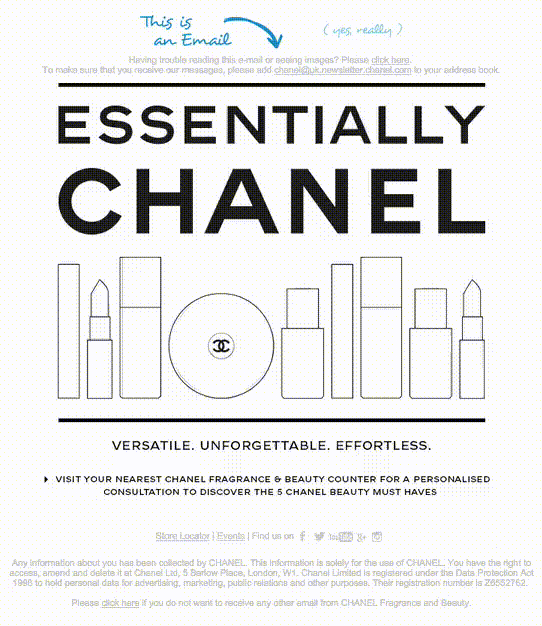 This is
an Email
( yes, really )
Having trouble reading this e-mail or seeing images? Please click here.
To make sure that you receive our messages, please add chanel@uk.newsletter.chanel.com to your address book.
ESSENTIALLY
CHANEL
VERSATILE. UNFORGETTABLE. EFFORTLESS.
VISIT YOUR NEAREST CHANEL FRAGRANCE & BEAUTY COUNTER FOR A PERSONALISED
CONSULTATION TO DISCOVER THE 5 CHANEL BEAUTY MUST HAVES
Store Locator | Events | Find us on
Any information about you has been collected by CHANEL. This information is solely for the use of CHANEL. You have the right to
access, amend and delete it at Chanel Ltd, 5 Barlow Place, London, W1. Chanel Limited is registered under the Data Protection Act
1998 to hold personal data for advertising, marketing, public relations and other purposes. Their registration number is Z6552762.
Please click here if you do not want to receive any other email from CHANEL Fragrance and Beauty.